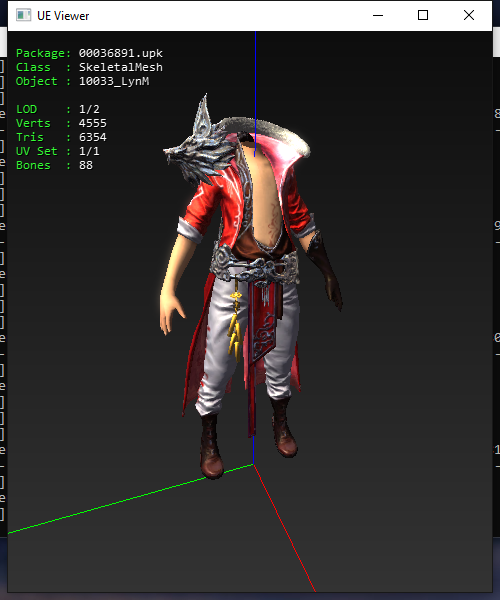 UE Viewer
Package: 00036891.upk
Class : SkeletalMesh
Object : 10033_LynM
LOD : 1/2
Verts : 4555
Tris : 6354
UV Set : 1/1
Bones : 88